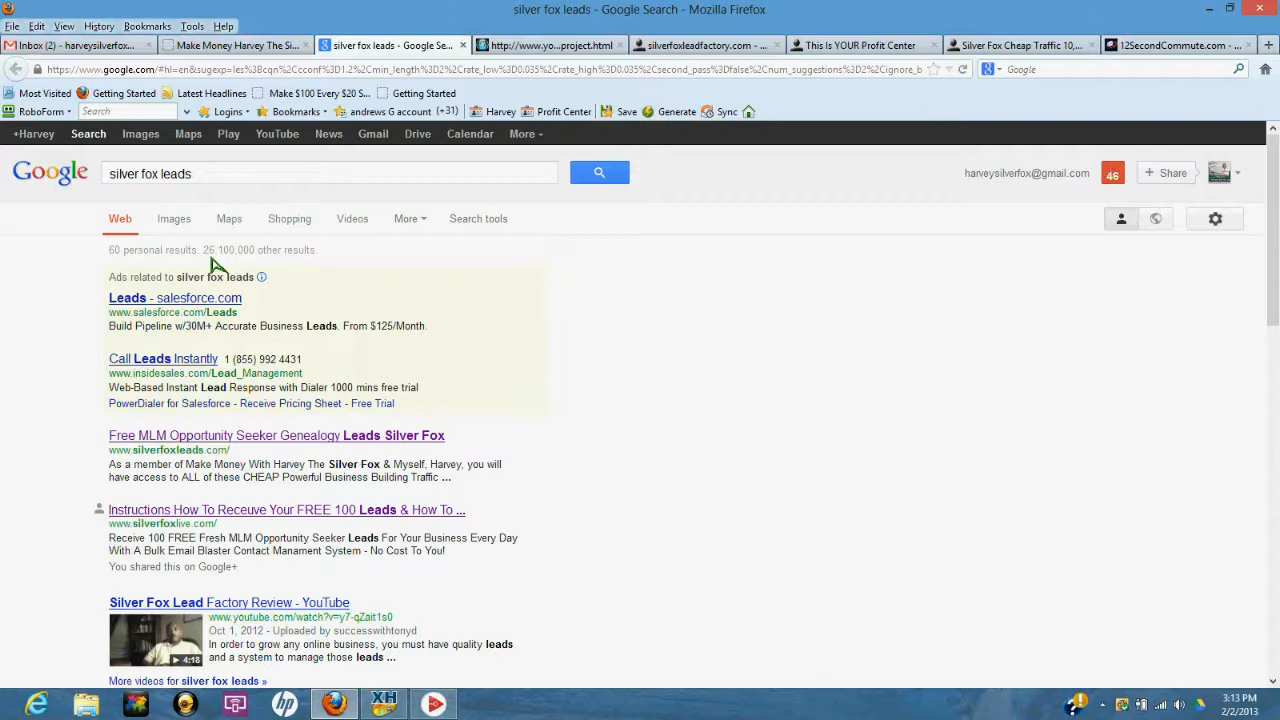 silver fox leads - Google Search - Mozilla Firefox
File Edit View History Bookmarks Tools Help
Inbox (2) - harveysilverfox... Make Money Harvey The Si... silver fox leads - Google Se... http://www.yo...project.html silverfoxleadfactory.com - ... This Is YOUR Profit Center Silver Fox Cheap Traffic 10,... 12SecondCommute.com - ...
Google
Most Visited Getting Started Latest Headlines Make $100 Every $20 S... Getting Started
RoboForm Search Logins Bookmarks andrews G account (+31) Harvey Profit Center Save Generate Sync
+Harvey Search Images Maps Play YouTube News Gmail Drive Calendar More
Google silver fox leads harveysilverfox@gmail.com 46 + Share
Web Images Maps Shopping Videos More Search tools
60 personal results. 26,100,000 other results.
Ads related to silver fox leads
Leads - salesforce.com
www.salesforce.com/Leads
Build Pipeline w/30M+ Accurate Business Leads. From $125/Month.
Call Leads Instantly 1 (855) 992 4431
www.insidesales.com/Lead_Management
Web-Based Instant Lead Response with Dialer 1000 mins free trial
PowerDialer for Salesforce - Receive Pricing Sheet - Free Trial
Free MLM Opportunity Seeker Genealogy Leads Silver Fox
www.silverfoxleads.com/
As a member of Make Money With Harvey The Silver Fox & Myself, Harvey, you will
have access to ALL of these CHEAP Powerful Business Building Traffic ...
Instructions How To Receuve Your FREE 100 Leads & How To ...
www.silverfoxlive.com/
Receive 100 FREE Fresh MLM Opportunity Seeker Leads For Your Business Every Day
With A Bulk Email Blaster Contact Manament System - No Cost To You!
You shared this on Google+
Silver Fox Lead Factory Review - YouTube
www.youtube.com/watch?v=y7-qZait1s0
Oct 1, 2012 - Uploaded by successwithtonyd
In order to grow any online business, you must have quality leads
and a system to manage those leads ...
4:18
More videos for silver fox leads »
3:13 PM
2/2/2013